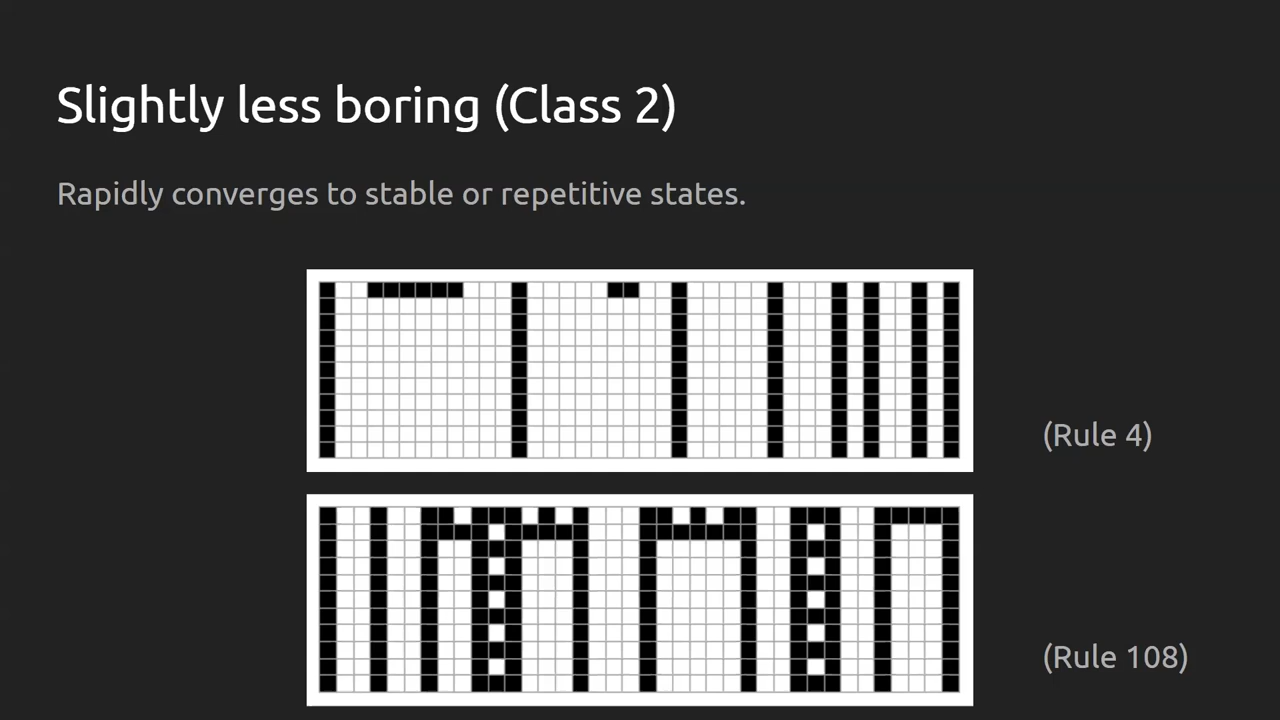 Slightly less boring (Class 2)
Rapidly converges to stable or repetitive states.
(Rule 4)
(Rule 108)